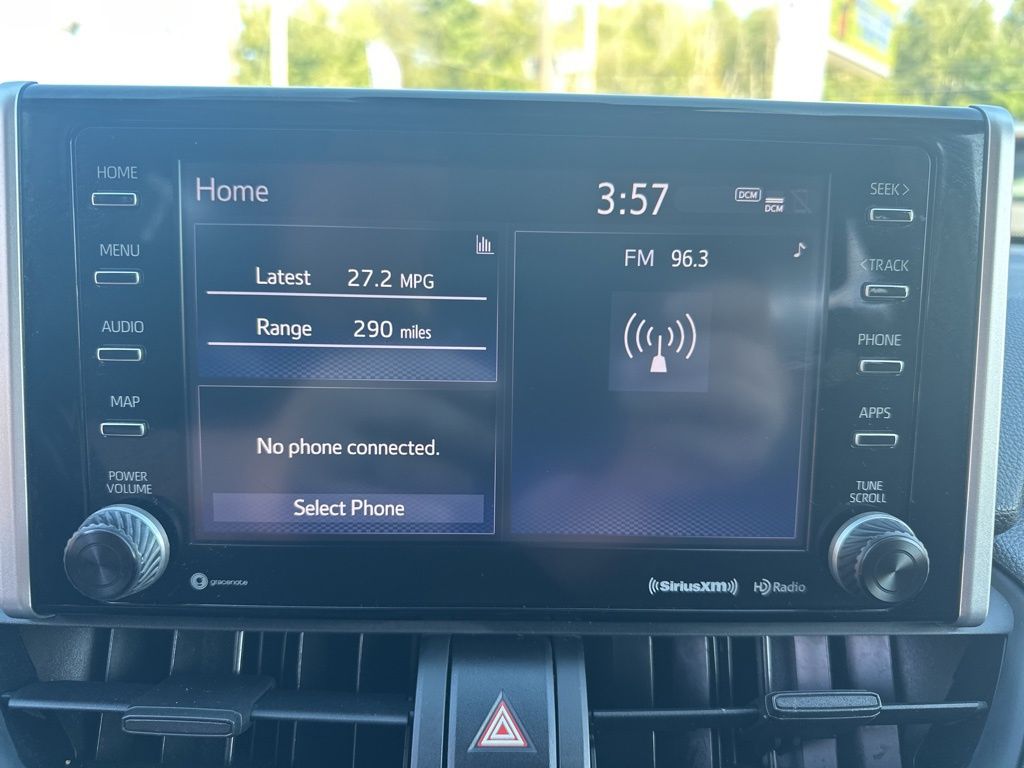 HOME
MENU
AUDIO
MAP
POWER
VOLUME
Home
3:57
DCM
DCM
Latest 27.2 MPG
Range 290 miles
No phone connected.
Select Phone
FM 96.3
SEEK >
< TRACK
PHONE
APPS
TUNE
SCROLL
gracenote
SiriusXM
HD Radio